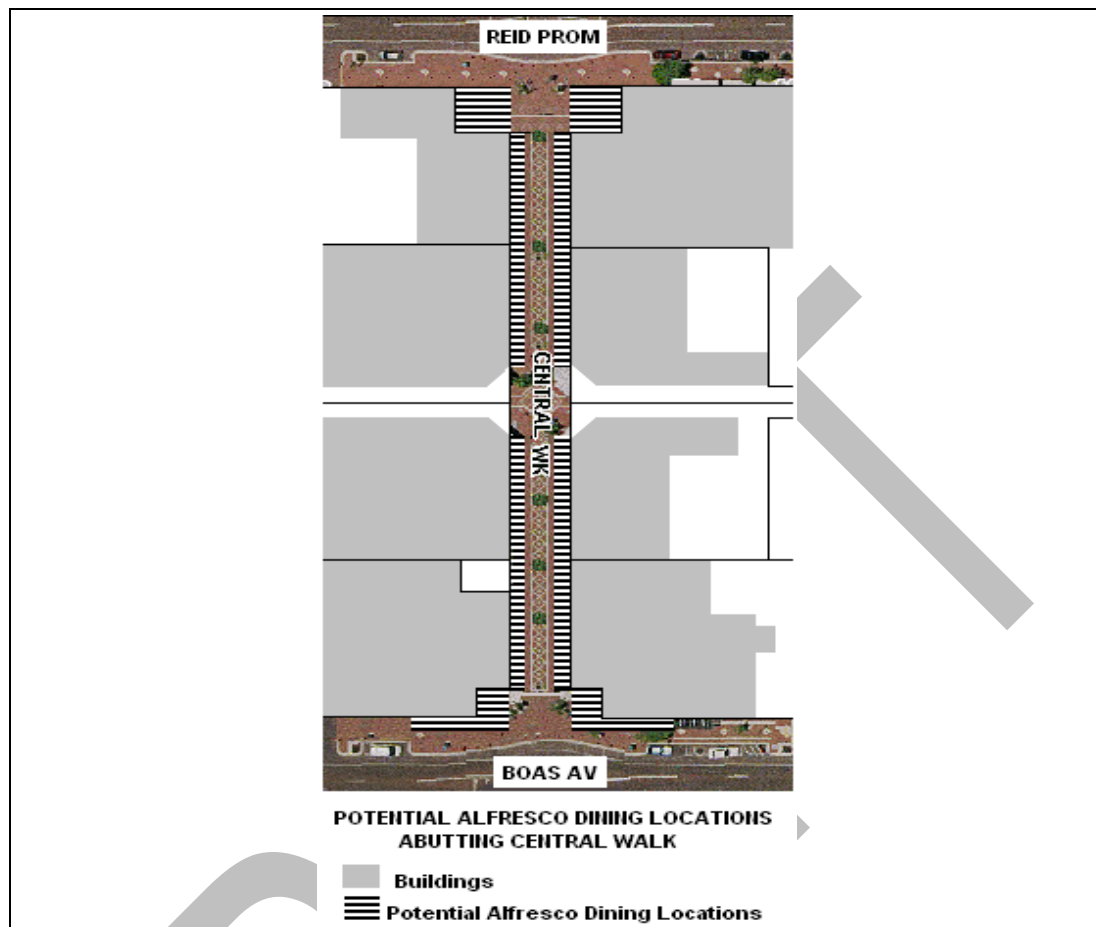 REID PROM
CENTRAL WK
BOAS AV
POTENTIAL ALFRESCO DINING LOCATIONS
ABUTTING CENTRAL WALK
Buildings
Potential Alfresco Dining Locations